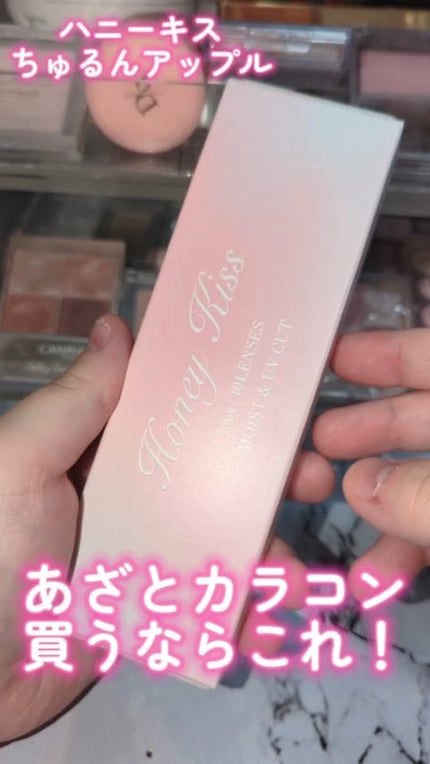 ハニーキス
ちゅるんアップル
Honey Kiss
1day / 10LENSES
MOIST & UV CUT
あざとカラコン
買うならこれ！